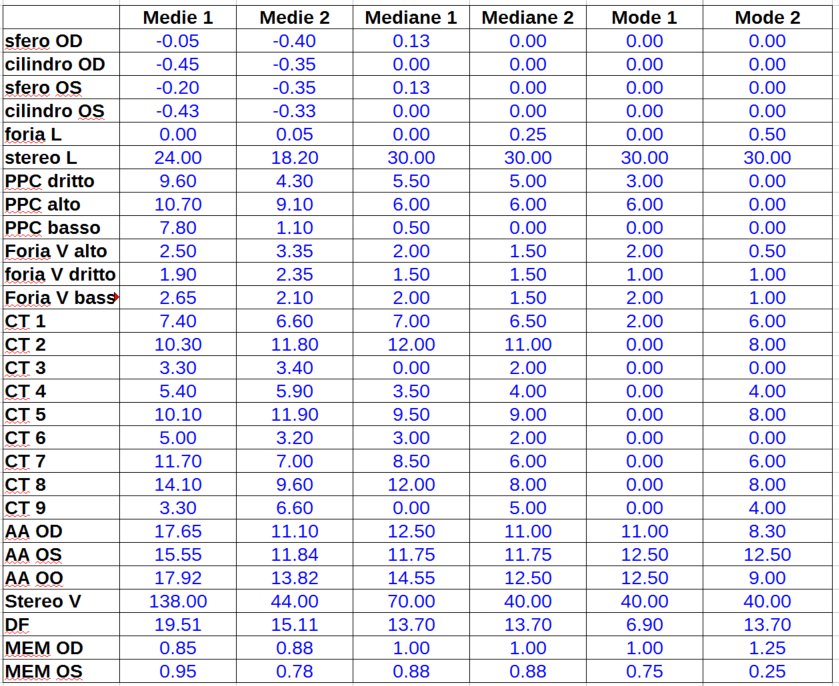 Medie 1 Medie 2 Mediane 1 Mediane 2 Mode 1 Mode 2
sfero OD -0.05 -0.40 0.13 0.00 0.00 0.00
cilindro OD -0.45 -0.35 0.00 0.00 0.00 0.00
sfero OS -0.20 -0.35 0.13 0.00 0.00 0.00
cilindro OS -0.43 -0.33 0.00 0.00 0.00 0.00
foria L 0.00 0.05 0.00 0.25 0.00 0.50
stereo L 24.00 18.20 30.00 30.00 30.00 30.00
PPC dritto 9.60 4.30 5.50 5.00 3.00 0.00
PPC alto 10.70 9.10 6.00 6.00 6.00 0.00
PPC basso 7.80 1.10 0.50 0.00 0.00 0.00
Foria V alto 2.50 3.35 2.00 1.50 2.00 0.50
foria V dritto 1.90 2.35 1.50 1.50 1.00 1.00
Foria V bass 2.65 2.10 2.00 1.50 2.00 1.00
CT 1 7.40 6.60 7.00 6.50 2.00 6.00
CT 2 10.30 11.80 12.00 11.00 0.00 8.00
CT 3 3.30 3.40 0.00 2.00 0.00 0.00
CT 4 5.40 5.90 3.50 4.00 0.00 4.00
CT 5 10.10 11.90 9.50 9.00 0.00 8.00
CT 6 5.00 3.20 3.00 2.00 0.00 0.00
CT 7 11.70 7.00 8.50 6.00 0.00 6.00
CT 8 14.10 9.60 12.00 8.00 0.00 8.00
CT 9 3.30 6.60 0.00 5.00 0.00 4.00
AA OD 17.65 11.10 12.50 11.00 11.00 8.30
AA OS 15.55 11.84 11.75 11.75 12.50 12.50
AA OO 17.92 13.82 14.55 12.50 12.50 9.00
Stereo V 138.00 44.00 70.00 40.00 40.00 40.00
DF 19.51 15.11 13.70 13.70 6.90 13.70
MEM OD 0.85 0.88 1.00 1.00 1.00 1.25
MEM OS 0.95 0.78 0.88 0.88 0.75 0.25